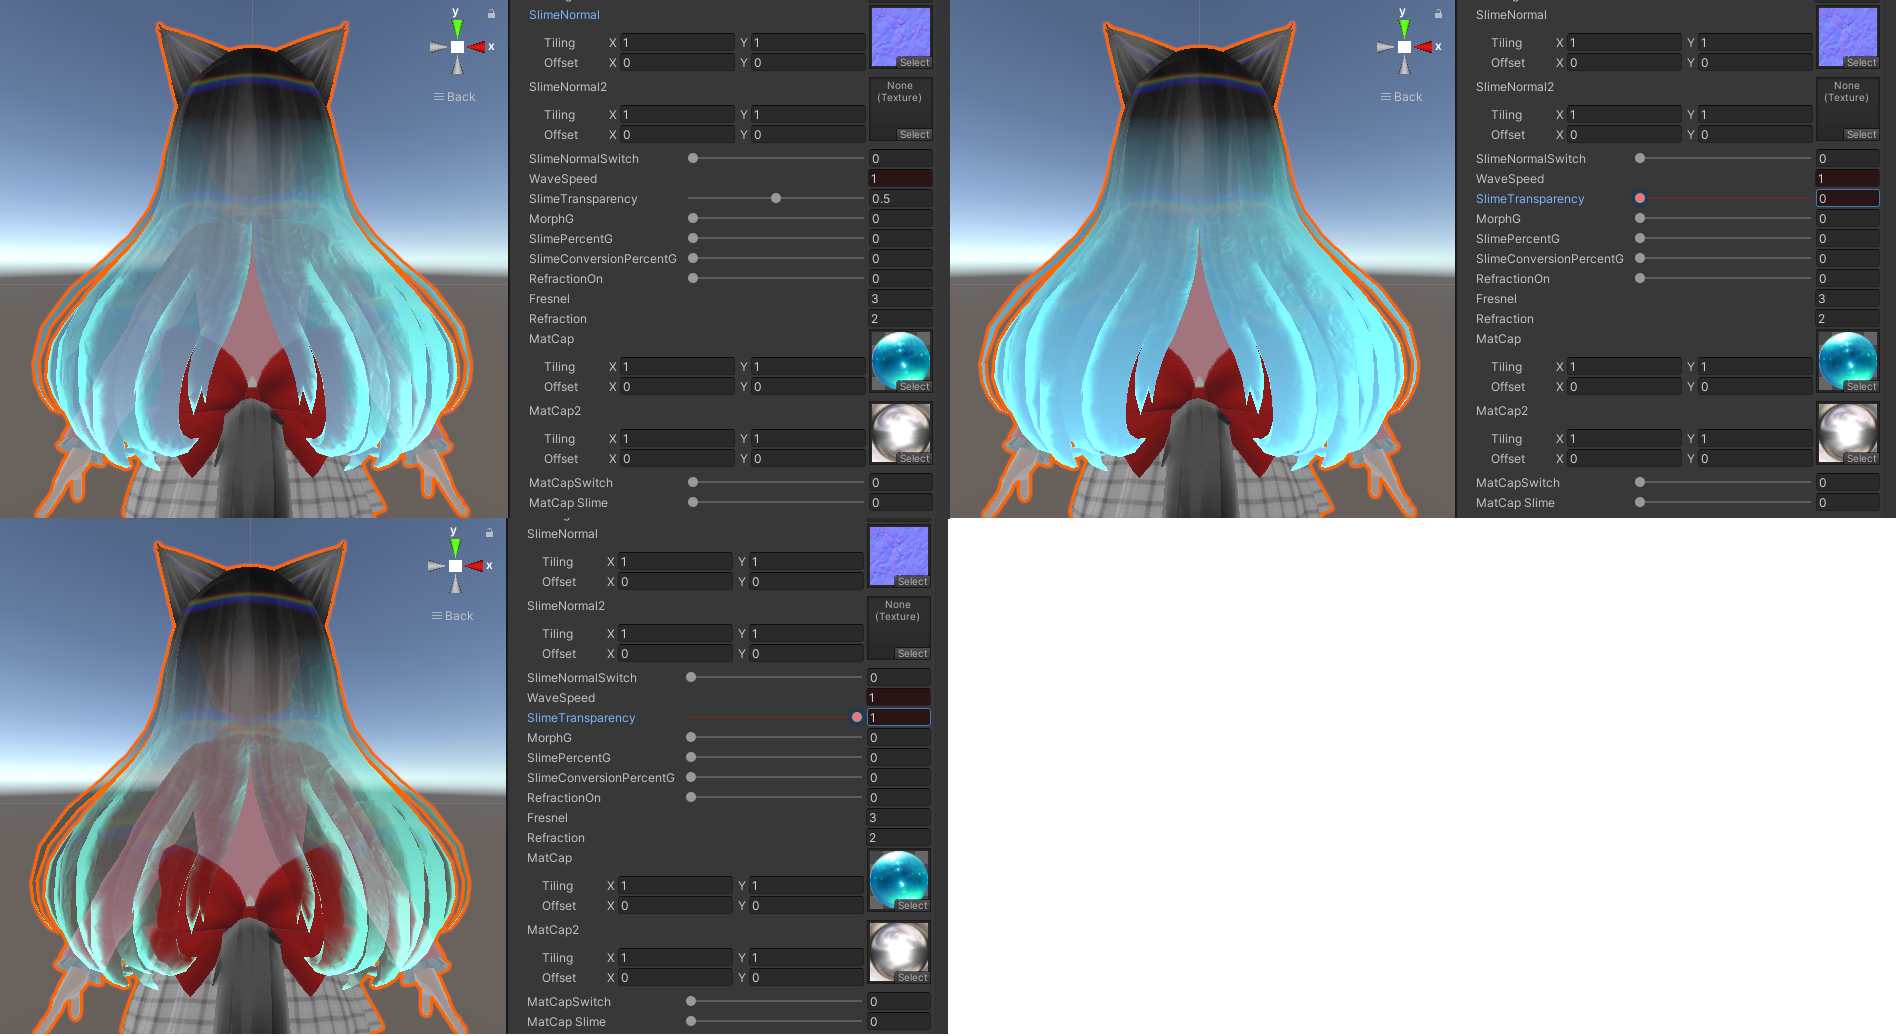 y
x
Back
SlimeNormal
Tiling X 1 Y 1
Offset X 0 Y 0
Select
SlimeNormal2
None
(Texture)
Tiling X 1 Y 1
Offset X 0 Y 0
Select
SlimeNormalSwitch 0
WaveSpeed 1
SlimeTransparency 0.5
MorphG 0
SlimePercentG 0
SlimeConversionPercentG 0
RefractionOn 0
Fresnel 3
Refraction 2
MatCap
Tiling X 1 Y 1
Offset X 0 Y 0
Select
MatCap2
Tiling X 1 Y 1
Offset X 0 Y 0
Select
MatCapSwitch 0
MatCap Slime 0
y
x
Back
SlimeNormal
Tiling X 1 Y 1
Offset X 0 Y 0
Select
SlimeNormal2
None
(Texture)
Tiling X 1 Y 1
Offset X 0 Y 0
Select
SlimeNormalSwitch 0
WaveSpeed 1
SlimeTransparency 0
MorphG 0
SlimePercentG 0
SlimeConversionPercentG 0
RefractionOn 0
Fresnel 3
Refraction 2
MatCap
Tiling X 1 Y 1
Offset X 0 Y 0
Select
MatCap2
Tiling X 1 Y 1
Offset X 0 Y 0
Select
MatCapSwitch 0
MatCap Slime 0
y
x
Back
SlimeNormal
Tiling X 1 Y 1
Offset X 0 Y 0
Select
SlimeNormal2
None
(Texture)
Tiling X 1 Y 1
Offset X 0 Y 0
Select
SlimeNormalSwitch 0
WaveSpeed 1
SlimeTransparency 1
MorphG 0
SlimePercentG 0
SlimeConversionPercentG 0
RefractionOn 0
Fresnel 3
Refraction 2
MatCap
Tiling X 1 Y 1
Offset X 0 Y 0
Select
MatCap2
Tiling X 1 Y 1
Offset X 0 Y 0
Select
MatCapSwitch 0
MatCap Slime 0